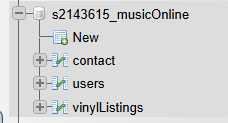 s2143615_musicOnline
New
contact
users
vinylListings